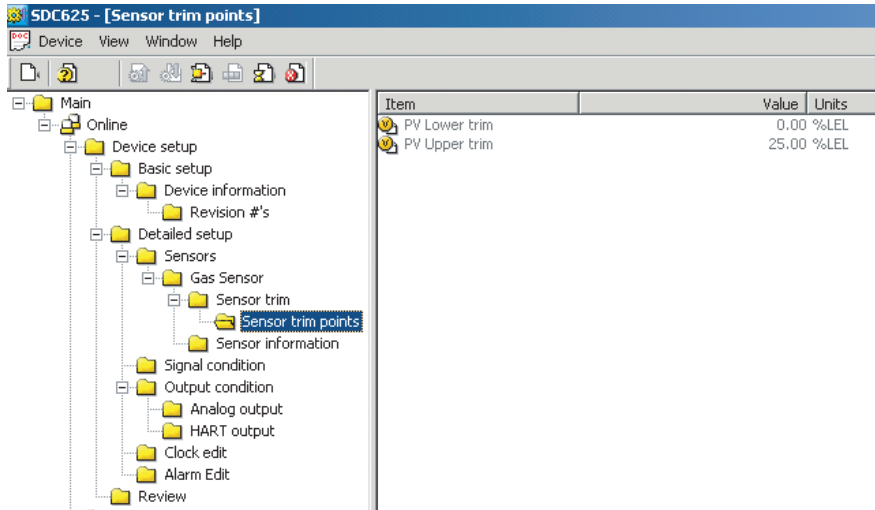 SDC625 - [Sensor trim points]
Device View Window Help
Main
Online
Device setup
Basic setup
Device information
Revision #'s
Detailed setup
Sensors
Gas Sensor
Sensor trim
Sensor trim points
Sensor information
Signal condition
Output condition
Analog output
HART output
Clock edit
Alarm Edit
Review
Item Value Units
PV Lower trim 0.00 %LEL
PV Upper trim 25.00 %LEL